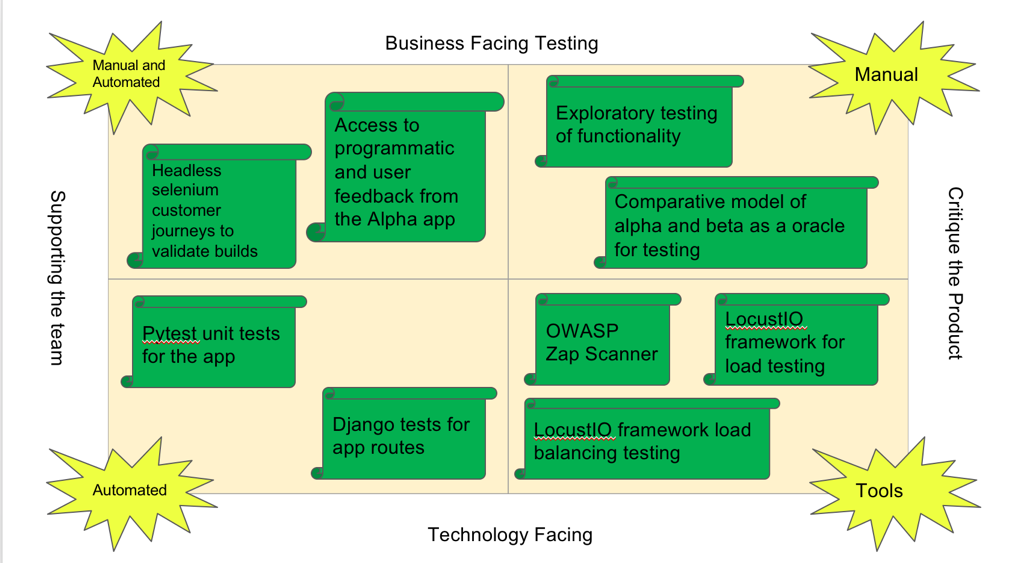 Business Facing Testing
Manual and
Automated
Manual
Access to
programmatic
and user
feedback from
the Alpha app
Headless
selenium
customer
journeys to
validate builds
Exploratory testing
of functionality
Comparative model of
alpha and beta as a oracle
for testing
Supporting the team
Critique the Product
Pytest unit tests
for the app
Django tests for
app routes
OWASP
Zap Scanner
LocustIO
framework for
load testing
LocustIO framework load
balancing testing
Automated
Tools
Technology Facing